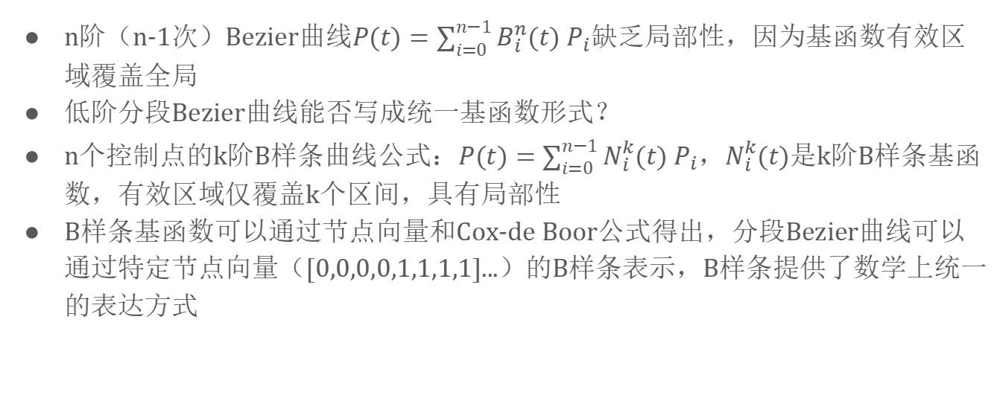 ● n阶（n-1次）Bezier曲线$P(t) = \sum_{i=0}^{n-1} B_i^n(t) P_i$缺乏局部性，因为基函数有效区
域覆盖全局
● 低阶分段Bezier曲线能否写成统一基函数形式？
● n个控制点的k阶B样条曲线公式：$P(t) = \sum_{i=0}^{n-1} N_i^k(t) P_i$，$N_i^k(t)$是k阶B样条基函
数，有效区域仅覆盖k个区间，具有局部性
● B样条基函数可以通过节点向量和Cox-de Boor公式得出，分段Bezier曲线可以
通过特定节点向量（[0,0,0,0,1,1,1,1]...）的B样条表示，B样条提供了数学上统一
的表达方式